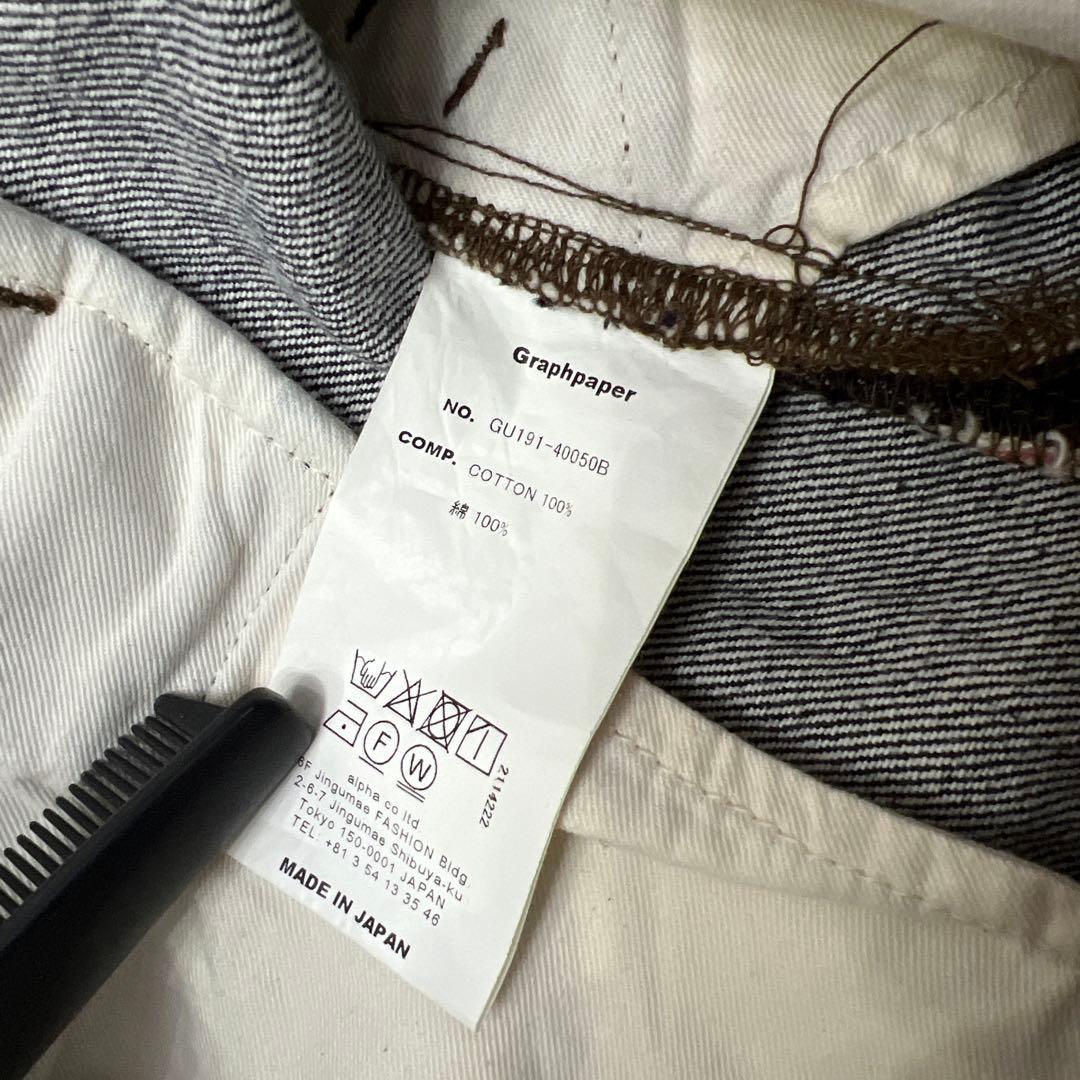 Graphpaper
NO. GU191-40050B
COMP. COTTON 100%
綿 100%
F W
2114222
alpha co ltd.
6F Jingumae FASHION Bldg.
2-6-7 Jingumae Shibuya-ku
Tokyo 150-0001 JAPAN
TEL: +81 3 54 13 35 46
MADE IN JAPAN